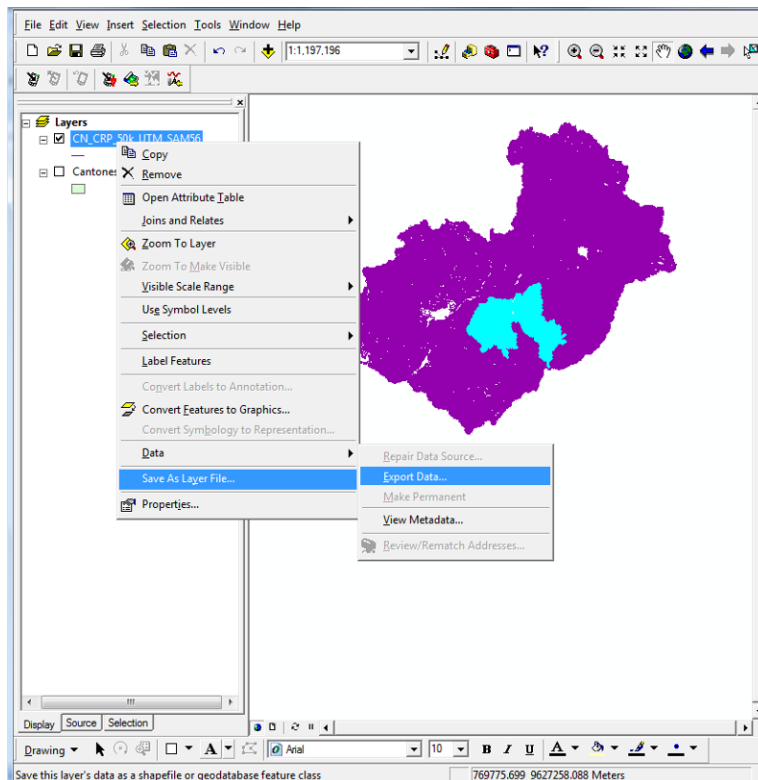 File Edit View Insert Selection Tools Window Help
1:1,197,196
Layers
CN_CRP_50k_UTM_SAM56
Cantones
Copy
Remove
Open Attribute Table
Joins and Relates
Zoom To Layer
Zoom To Make Visible
Visible Scale Range
Use Symbol Levels
Selection
Label Features
Convert Labels to Annotation...
Convert Features to Graphics...
Convert Symbology to Representation...
Data
Save As Layer File...
Properties...
Repair Data Source...
Export Data...
Make Permanent
View Metadata...
Review/Rematch Addresses...
Display Source Selection
Drawing A Arial 10 B I U A
Save this layer's data as a shapefile or geodatabase feature class 769775.699 9627258.088 Meters